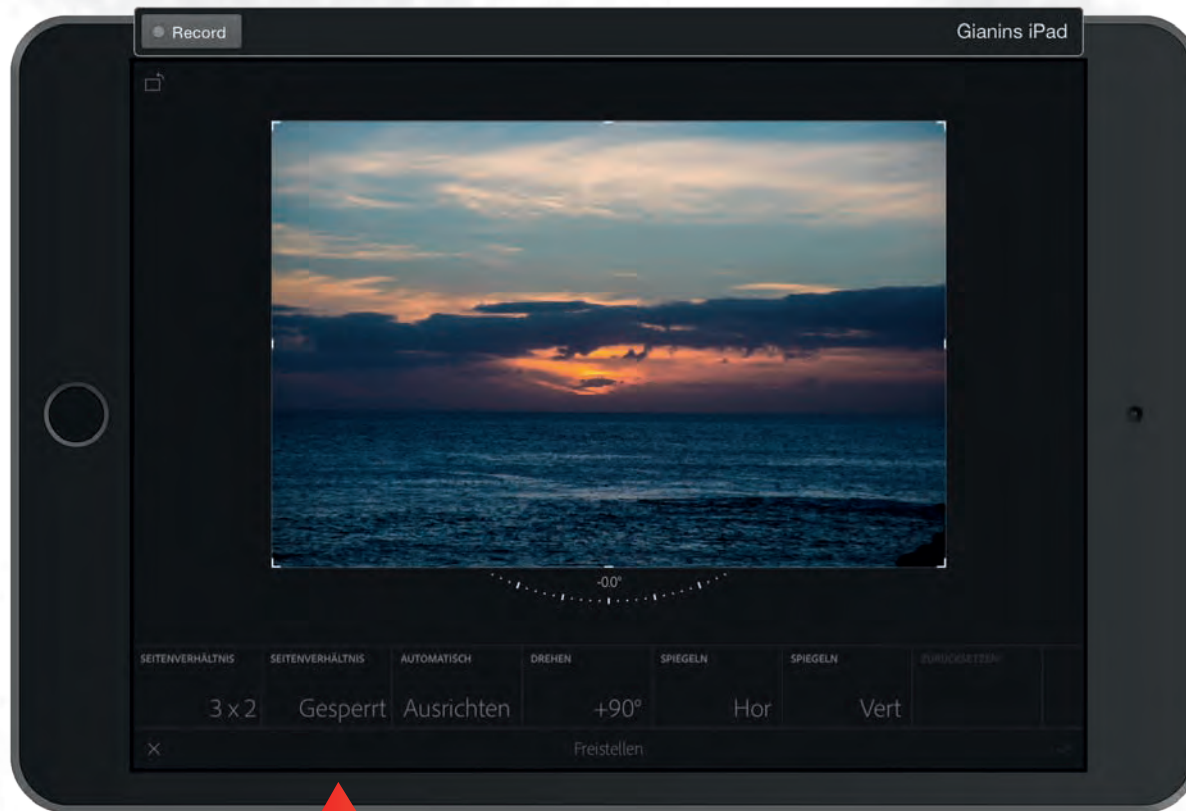 Record
Gianins iPad
-0.0°
SEITENVERHÄLTNIS
3 x 2
SEITENVERHÄLTNIS
Gesperrt
AUTOMATISCH
Ausrichten
DREHEN
+90°
SPIEGELN
Hor
SPIEGELN
Vert
ZURÜCKSETZEN
Freistellen